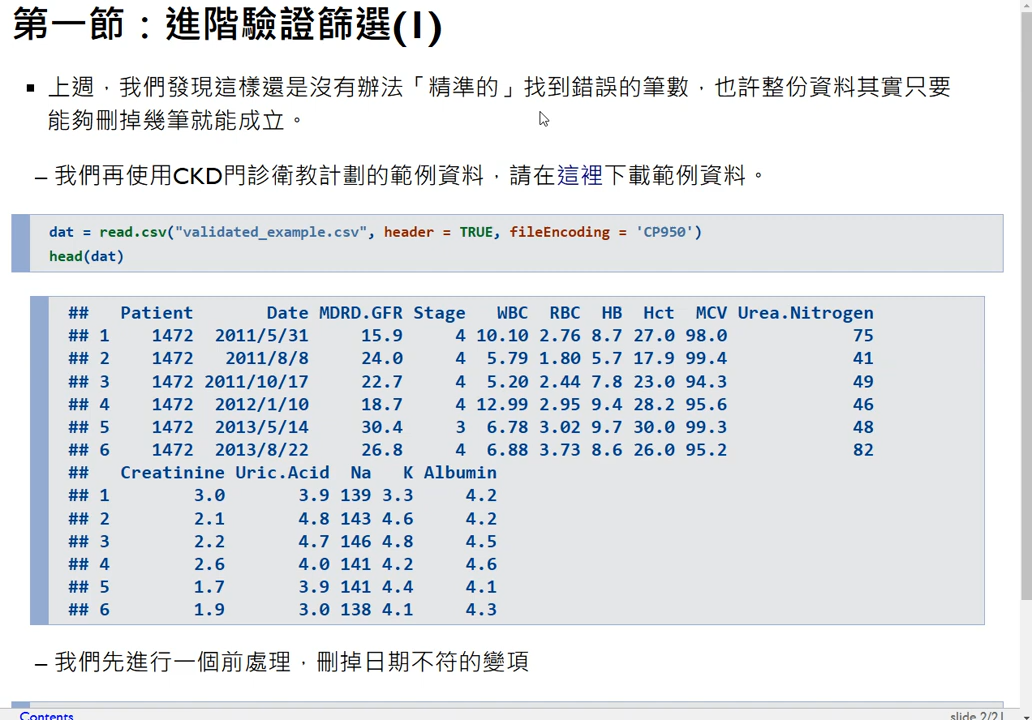 第一節：進階驗證篩選(1)
▪ 上週，我們發現這樣還是沒有辦法「精準的」找到錯誤的筆數，也許整份資料其實只要
能夠刪掉幾筆就能成立。
– 我們再使用CKD門診衛教計劃的範例資料，請在這裡下載範例資料。
dat = read.csv("validated_example.csv", header = TRUE, fileEncoding = 'CP950')
head(dat)
## Patient Date MDRD.GFR Stage WBC RBC HB Hct MCV Urea.Nitrogen
## 1 1472 2011/5/31 15.9 4 10.10 2.76 8.7 27.0 98.0 75
## 2 1472 2011/8/8 24.0 4 5.79 1.80 5.7 17.9 99.4 41
## 3 1472 2011/10/17 22.7 4 5.20 2.44 7.8 23.0 94.3 49
## 4 1472 2012/1/10 18.7 4 12.99 2.95 9.4 28.2 95.6 46
## 5 1472 2013/5/14 30.4 3 6.78 3.02 9.7 30.0 99.3 48
## 6 1472 2013/8/22 26.8 4 6.88 3.73 8.6 26.0 95.2 82
## Creatinine Uric.Acid Na K Albumin
## 1 3.0 3.9 139 3.3 4.2
## 2 2.1 4.8 143 4.6 4.2
## 3 2.2 4.7 146 4.8 4.5
## 4 2.6 4.0 141 4.2 4.6
## 5 1.7 3.9 141 4.4 4.1
## 6 1.9 3.0 138 4.1 4.3
– 我們先進行一個前處理，刪掉日期不符的變項
Contents
slide 2/21